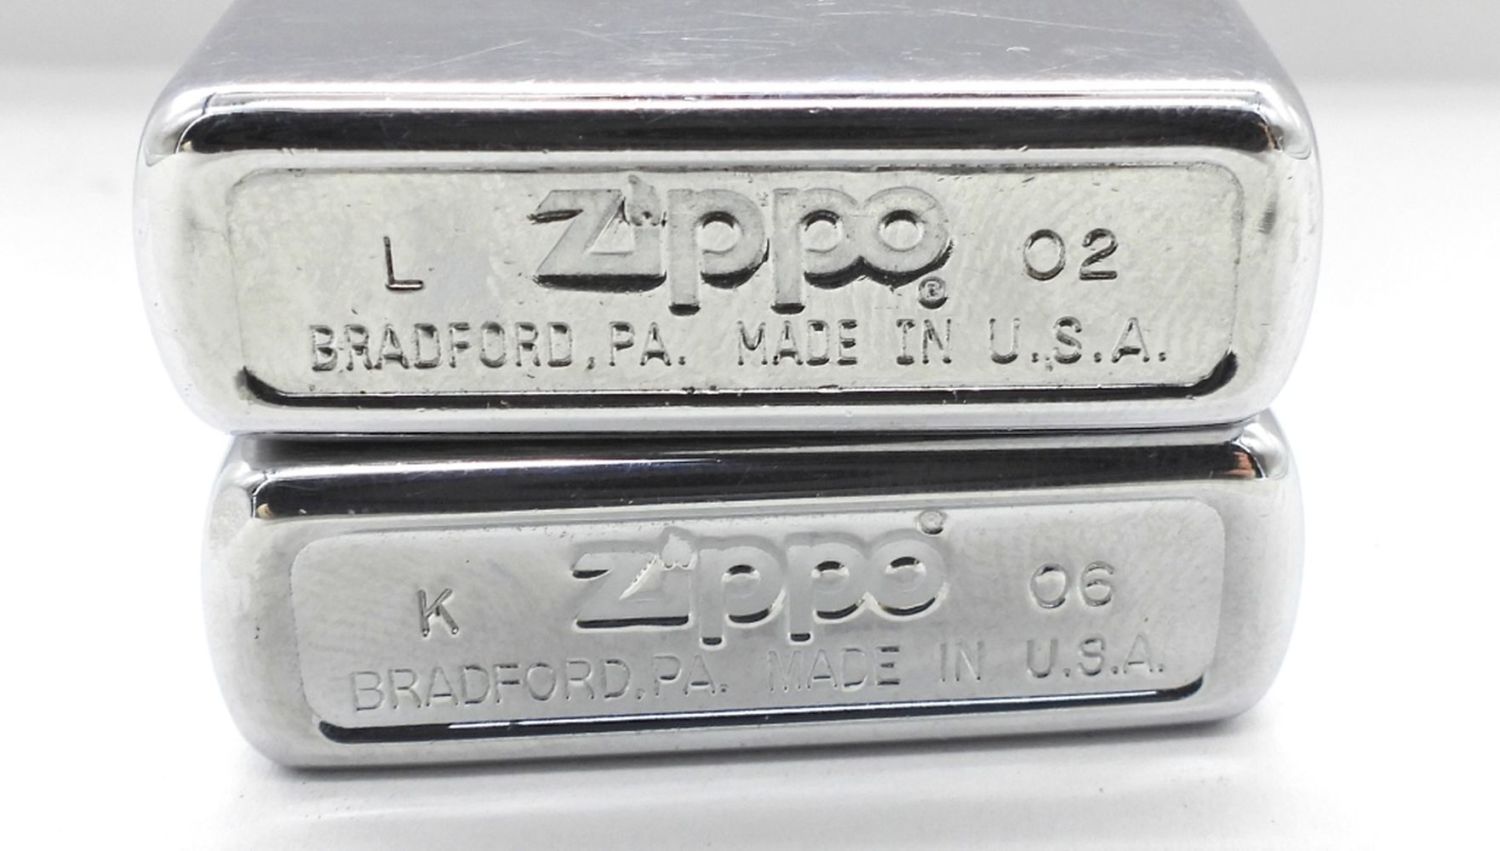 L zippo 02
®
BRADFORD, PA. MADE IN U.S.A.
K zippo® 06
BRADFORD, PA. MADE IN U.S.A.